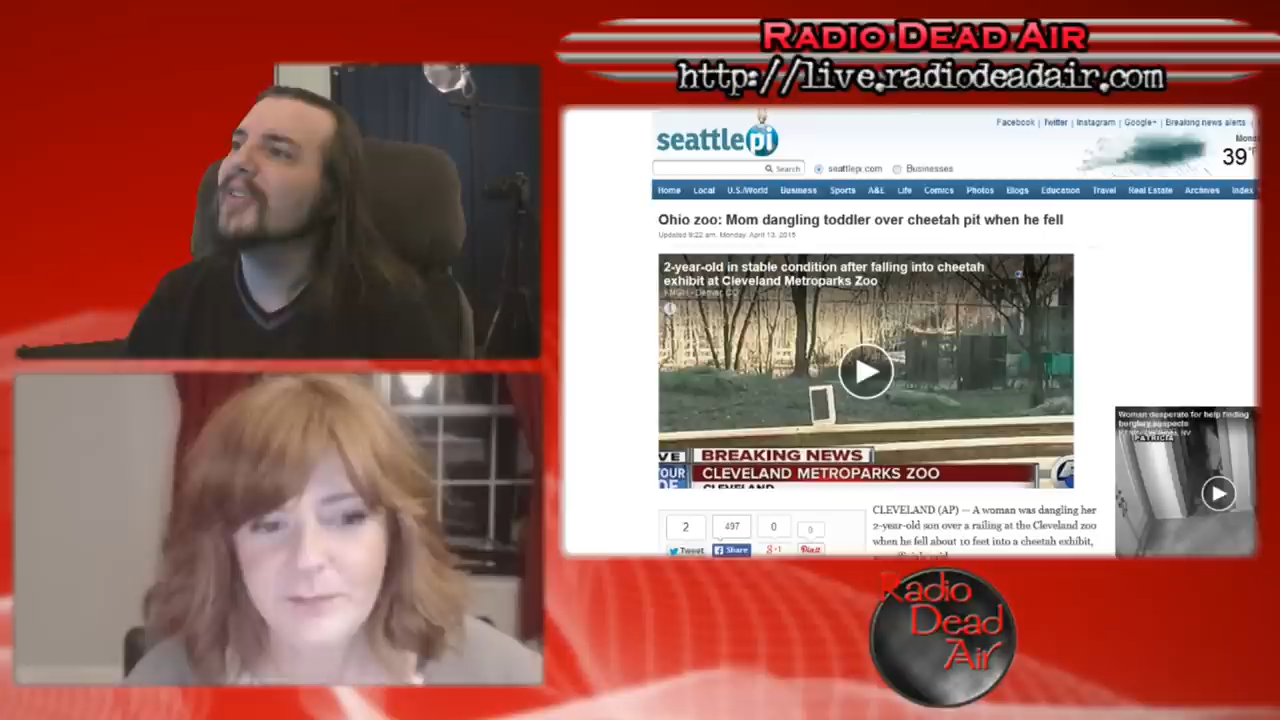 RADIO DEAD AIR
http://live.radiodeadair.com
Facebook | Twitter | Instagram | Google+ | Breaking news alerts
seattlepi
39°F
Search
seattlepi.com
Businesses
Home Local U.S./World Business Sports A&E Life Comics Photos Blogs Education Travel Real Estate Archives Index
Ohio zoo: Mom dangling toddler over cheetah pit when he fell
Updated 9:22 am, Monday, April 13, 2015
2-year-old in stable condition after falling into cheetah
exhibit at Cleveland Metroparks Zoo
BREAKING NEWS
CLEVELAND METROPARKS ZOO
CLEVELAND
Woman desperate for help finding
burglary suspects
PATRICIA
2 497 0 0
Tweet Share +1 Pin it
CLEVELAND (AP) — A woman was dangling her
2-year-old son over a railing at the Cleveland zoo
when he fell about 10 feet into a cheetah exhibit,
Radio
Dead
Air